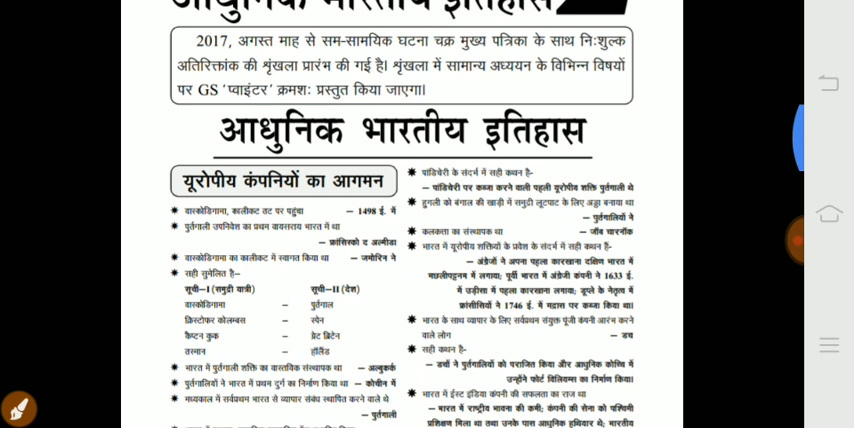 आधुनिक भारतीय इतिहास
2017, अगस्त माह से सम-सामयिक घटना चक्र मुख्य पत्रिका के साथ निःशुल्क
अतिरिक्तांक की शृंखला प्रारंभ की गई है। शृंखला में सामान्य अध्ययन के विभिन्न विषयों
पर GS 'प्वाइंटर' क्रमशः प्रस्तुत किया जाएगा।
आधुनिक भारतीय इतिहास
यूरोपीय कंपनियों का आगमन
* वास्कोडिगामा, कालीकट तट पर पहुंचा – 1498 ई. में
* पुर्तगाली उपनिवेश का प्रथम वायसराय भारत में था
– फ्रांसिस्को द अल्मीडा
* वास्कोडिगामा का कालीकट में स्वागत किया था – जमोरिन ने
* सही सुमेलित है–
सूची-I (समुद्री यात्री) सूची-II (देश)
वास्कोडिगामा – पुर्तगाल
क्रिस्टोफर कोलम्बस – स्पेन
कैप्टन कुक – ग्रेट ब्रिटेन
तस्मान – हॉलैंड
* भारत में पुर्तगाली शक्ति का वास्तविक संस्थापक था – अल्बुकर्क
* पुर्तगालियों ने भारत में प्रथम दुर्ग का निर्माण किया था – कोचीन में
* मध्यकाल में सर्वप्रथम भारत से व्यापार संबंध स्थापित करने वाले थे
– पुर्तगाली
* पांडिचेरी के संदर्भ में सही कथन है-
– पांडिचेरी पर कब्जा करने वाली पहली यूरोपीय शक्ति पुर्तगाली थे
* हुगली को बंगाल की खाड़ी में समुद्री लूटपाट के लिए अड्डा बनाया था
– पुर्तगालियों ने
* कलकत्ता का संस्थापक था – जॉब चारनॉक
* भारत में यूरोपीय शक्तियों के प्रवेश के संदर्भ में सही कथन हैं-
– अंग्रेजों ने अपना पहला कारखाना दक्षिण भारत में
मछलीपट्टनम में लगाया; पूर्वी भारत में अंग्रेजी कंपनी ने 1633 ई.
में उड़ीसा में पहला कारखाना लगाया; डूप्ले के नेतृत्व में
फ्रांसीसियों ने 1746 ई. में मद्रास पर कब्जा किया था।
* भारत के साथ व्यापार के लिए सर्वप्रथम संयुक्त पूंजी कंपनी आरंभ करने
वाले लोग – डच
* सही कथन है-
– डचों ने पुर्तगालियों को पराजित किया और आधुनिक कोच्चि में
उन्होंने फोर्ट विलियम्स का निर्माण किया।
* भारत में ईस्ट इंडिया कंपनी की सफलता का राज था
– भारत में राष्ट्रीय भावना की कमी; कंपनी की सेना को पश्चिमी
प्रशिक्षण मिला था तथा उनके पास आधुनिक हथियार थे; भारतीय